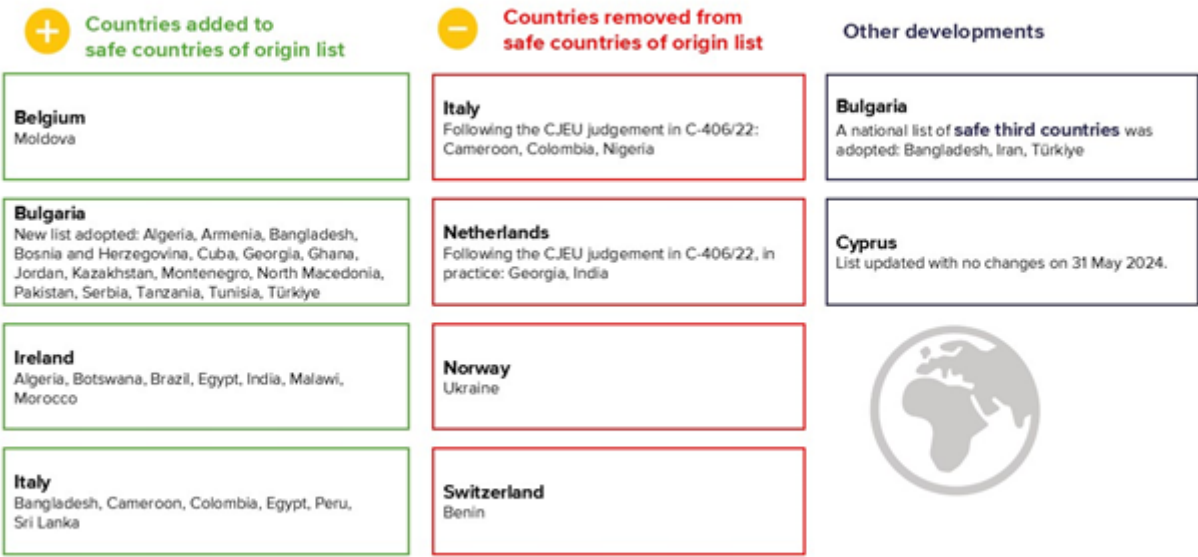 Countries added to
safe countries of origin list
Belgium
Moldova
Bulgaria
New list adopted: Algeria, Armenia, Bangladesh,
Bosnia and Herzegovina, Cuba, Georgia, Ghana,
Jordan, Kazakhstan, Montenegro, North Macedonia,
Pakistan, Serbia, Tanzania, Tunisia, Türkiye
Ireland
Algeria, Botswana, Brazil, Egypt, India, Malawi,
Morocco
Italy
Bangladesh, Cameroon, Colombia, Egypt, Peru,
Sri Lanka
Countries removed from
safe countries of origin list
Italy
Following the CJEU judgement in C-406/22:
Cameroon, Colombia, Nigeria
Netherlands
Following the CJEU judgement in C-406/22, in
practice: Georgia, India
Norway
Ukraine
Switzerland
Benin
Other developments
Bulgaria
A national list of safe third countries was
adopted: Bangladesh, Iran, Türkiye
Cyprus
List updated with no changes on 31 May 2024.